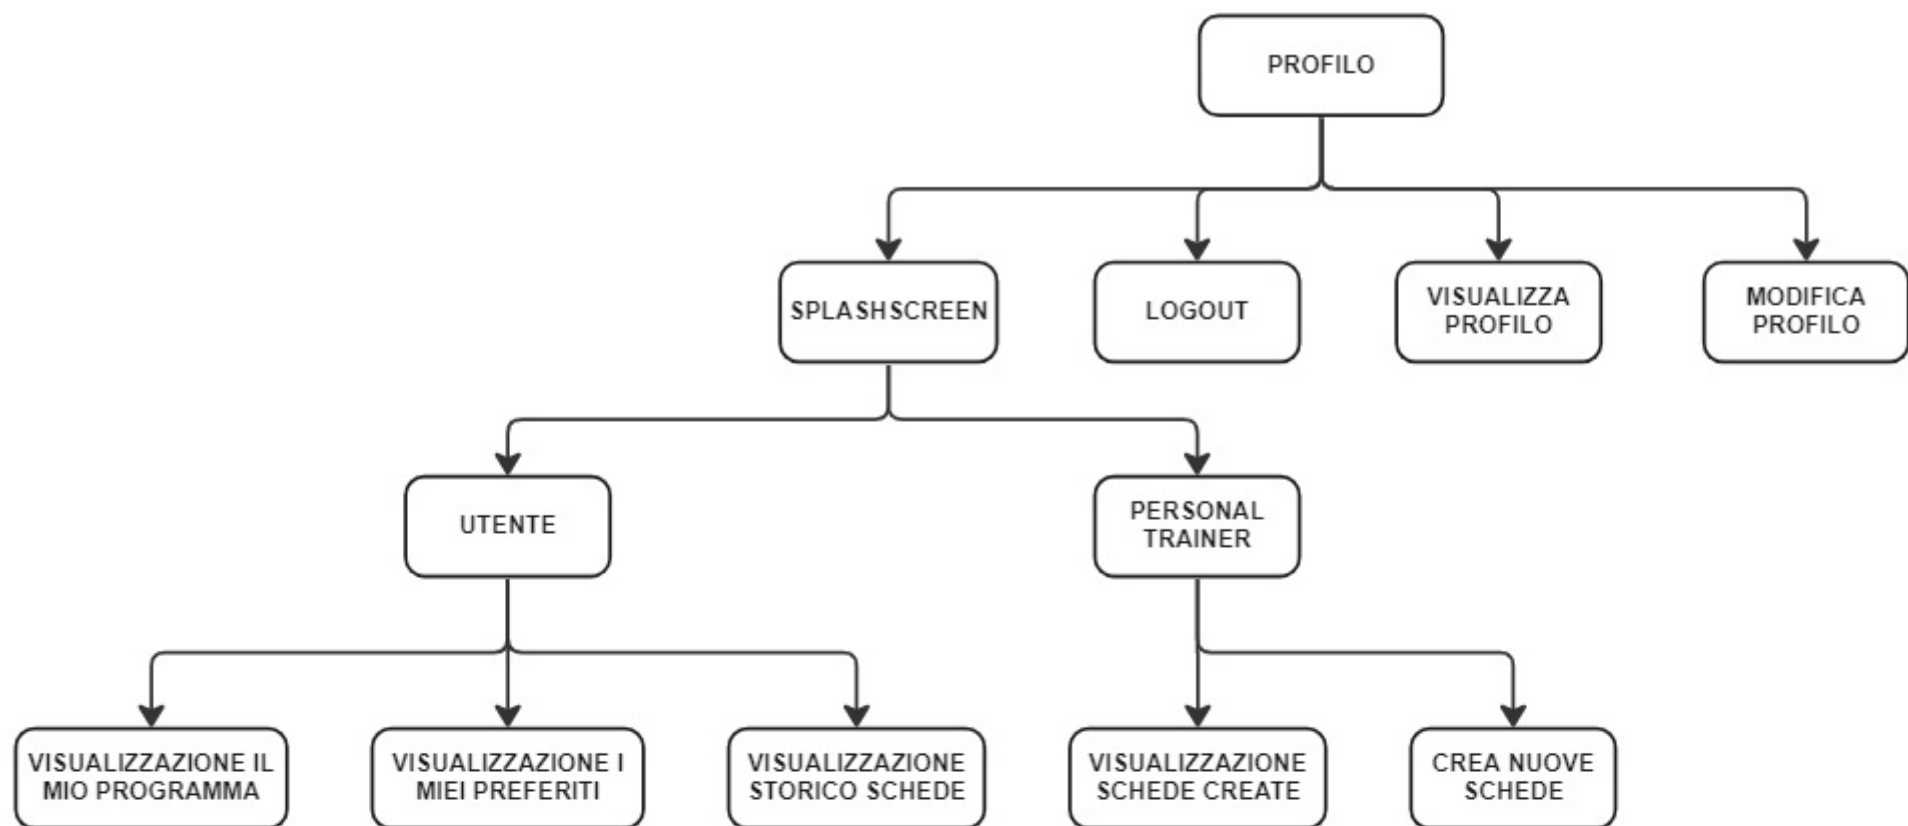 PROFILO
SPLASHSCREEN
LOGOUT
VISUALIZZA
PROFILO
MODIFICA
PROFILO
UTENTE
PERSONAL
TRAINER
VISUALIZZAZIONE IL
MIO PROGRAMMA
VISUALIZZAZIONE I
MIEI PREFERITI
VISUALIZZAZIONE
STORICO SCHEDE
VISUALIZZAZIONE
SCHEDE CREATE
CREA NUOVE
SCHEDE